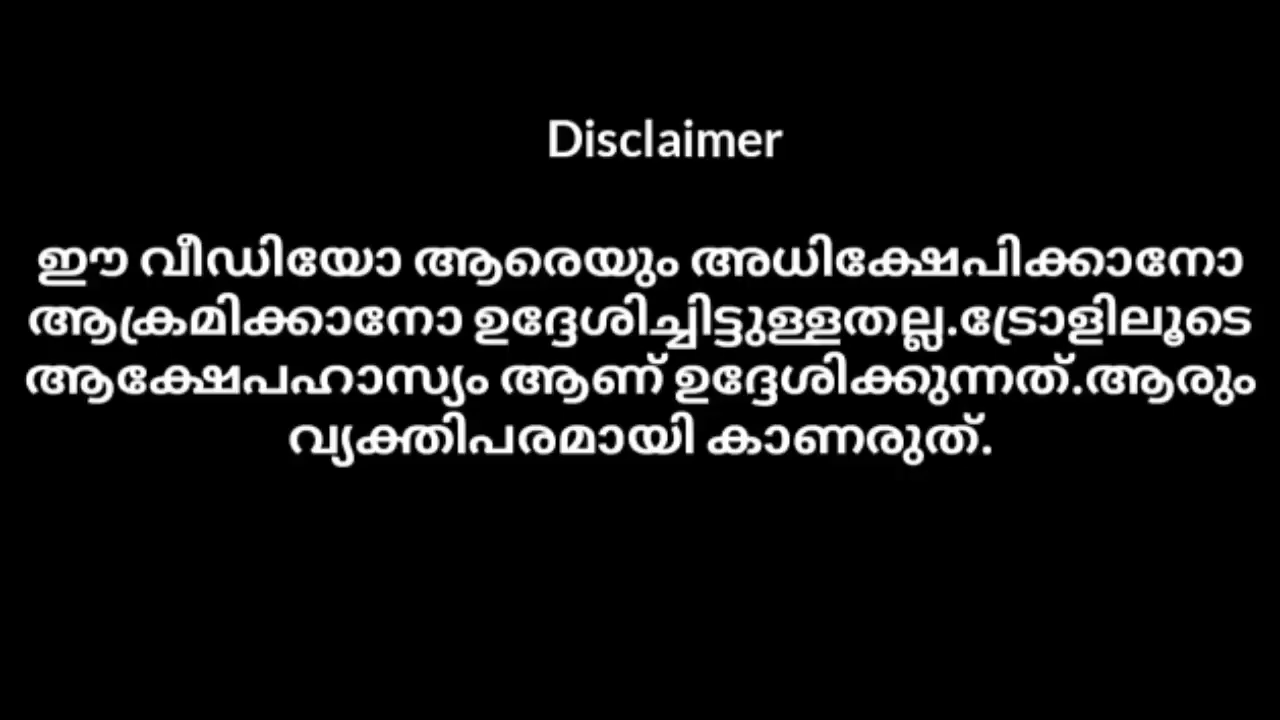 Disclaimer
ഈ വീഡിയോ ആരെയും അധിക്ഷേപിക്കാനോ
ആക്രമിക്കാനോ ഉദ്ദേശിച്ചിട്ടുള്ളതല്ല.ട്രോളിലൂടെ
ആക്ഷേപഹാസ്യം ആണ് ഉദ്ദേശിക്കുന്നത്.ആരും
വ്യക്തിപരമായി കാണരുത്.